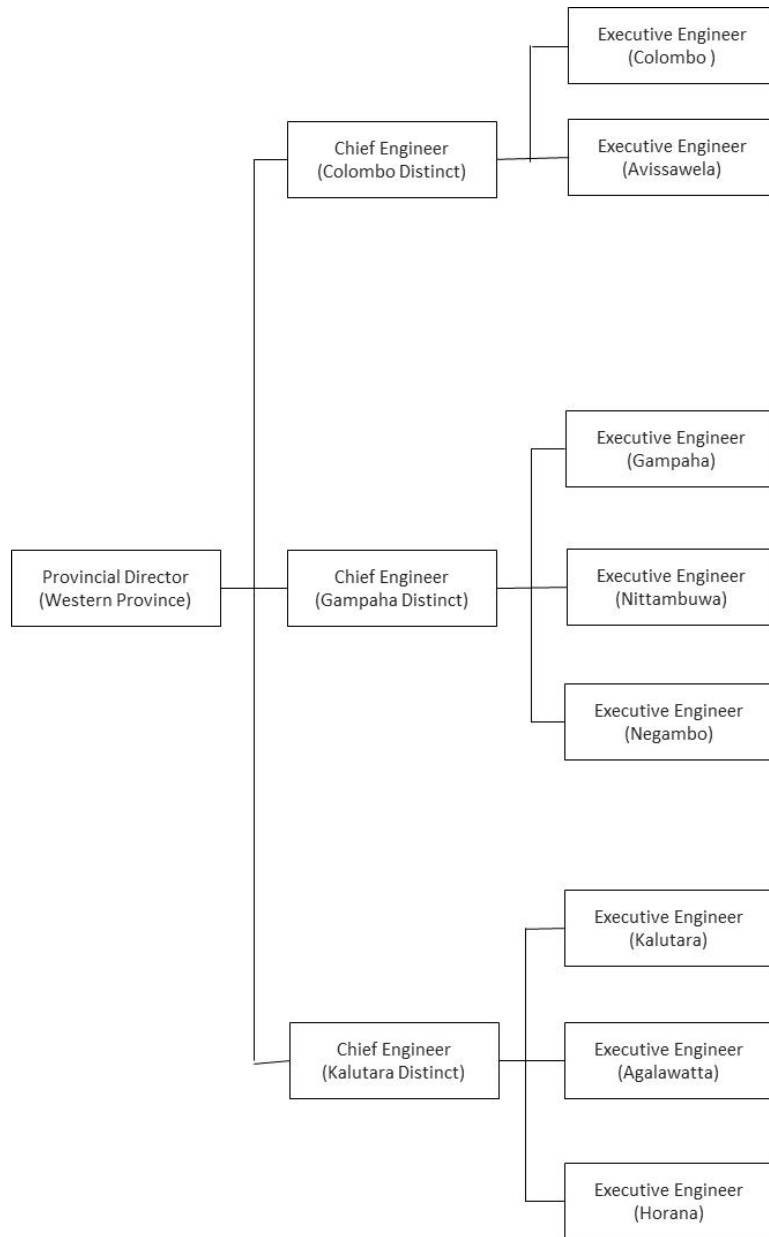 Executive Engineer
(Colombo )
Chief Engineer
(Colombo Distinct)
Executive Engineer
(Avissawela)
Executive Engineer
(Gampaha)
Provincial Director
(Western Province)
Chief Engineer
(Gampaha Distinct)
Executive Engineer
(Nittambuwa)
Executive Engineer
(Negambo)
Executive Engineer
(Kalutara)
Chief Engineer
(Kalutara Distinct)
Executive Engineer
(Agalawatta)
Executive Engineer
(Horana)